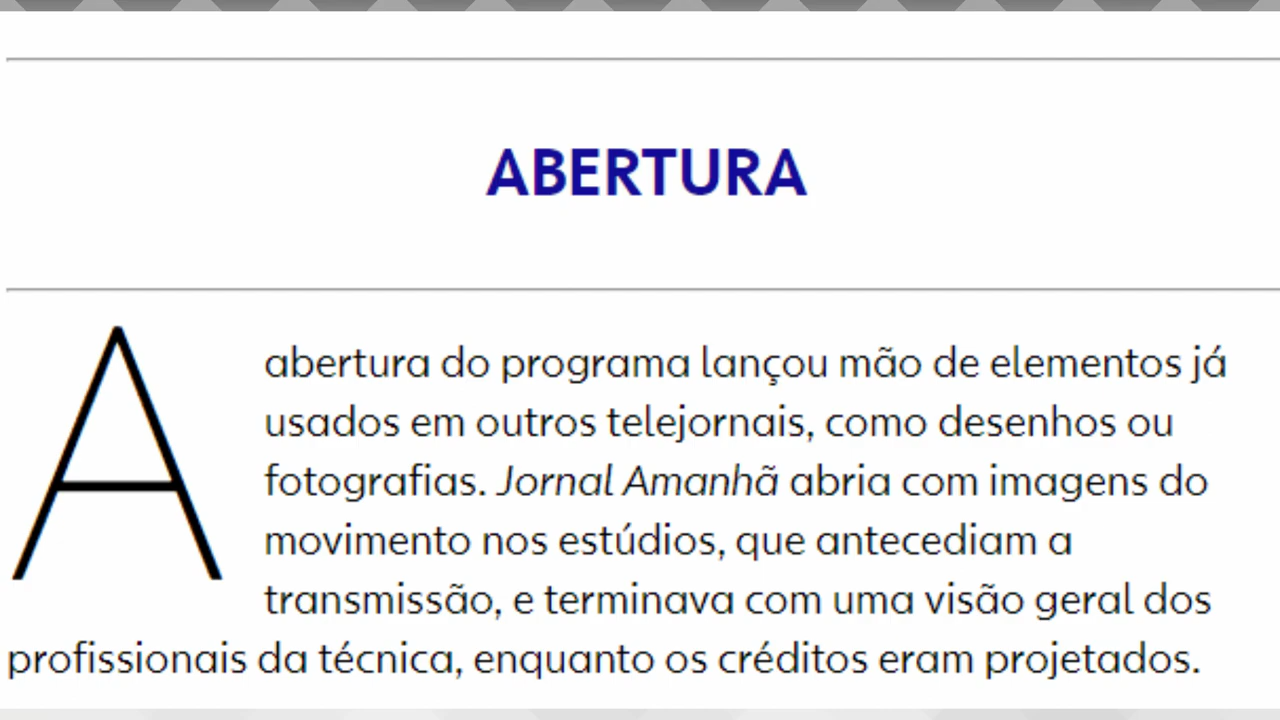 ABERTURA
A abertura do programa lançou mão de elementos já
usados em outros telejornais, como desenhos ou
fotografias. Jornal Amanhã abria com imagens do
movimento nos estúdios, que antecediam a
transmissão, e terminava com uma visão geral dos
profissionais da técnica, enquanto os créditos eram projetados.